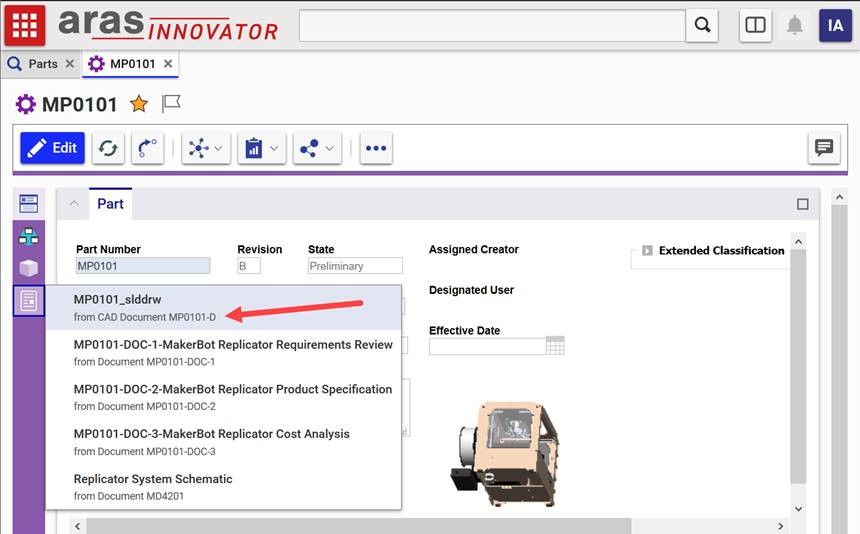 aras INNOVATOR
IA
Parts
MP0101
MP0101
Edit
Part
Part Number
Revision
State
Assigned Creator
Extended Classification
MP0101
B
Preliminary
Designated User
MP0101_slddrw
from CAD Document MP0101-D
Effective Date
MP0101-DOC-1-MakerBot Replicator Requirements Review
from Document MP0101-DOC-1
MP0101-DOC-2-MakerBot Replicator Product Specification
from Document MP0101-DOC-2
MP0101-DOC-3-MakerBot Replicator Cost Analysis
from Document MP0101-DOC-3
Replicator System Schematic
from Document MD4201